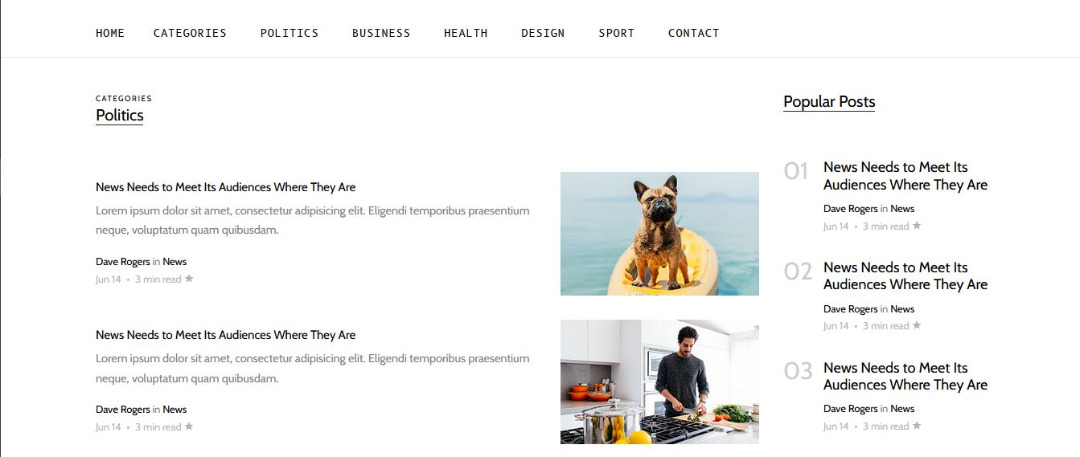 HOME CATEGORIES POLITICS BUSINESS HEALTH DESIGN SPORT CONTACT
CATEGORIES
Politics
News Needs to Meet Its Audiences Where They Are
Lorem ipsum dolor sit amet, consectetur adipisicing elit. Eligendi temporibus praesentium
neque, voluptatum quam quibusdam.
Dave Rogers in News
Jun 14 • 3 min read ★
News Needs to Meet Its Audiences Where They Are
Lorem ipsum dolor sit amet, consectetur adipisicing elit. Eligendi temporibus praesentium
neque, voluptatum quam quibusdam.
Dave Rogers in News
Jun 14 • 3 min read ★
Popular Posts
01
News Needs to Meet Its
Audiences Where They Are
Dave Rogers in News
Jun 14 • 3 min read ★
02
News Needs to Meet Its
Audiences Where They Are
Dave Rogers in News
Jun 14 • 3 min read ★
03
News Needs to Meet Its
Audiences Where They Are
Dave Rogers in News
Jun 14 • 3 min read ★